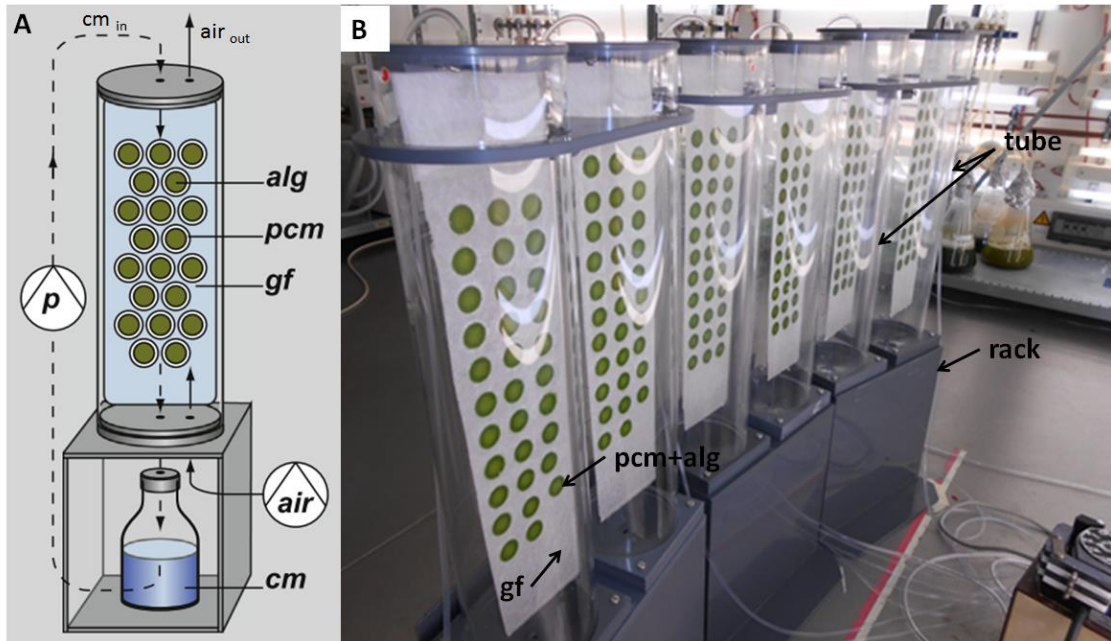 A
cm in
air out
alg
pcm
gf
p
air
cm
B
tube
rack
pcm+alg
gf